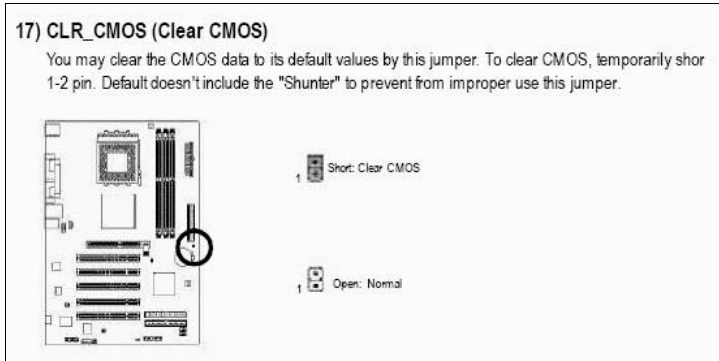 17) CLR_CMOS (Clear CMOS)
You may clear the CMOS data to its default values by this jumper. To clear CMOS, temporarily shor
1-2 pin. Default doesn't include the "Shunter" to prevent from improper use this jumper.
1 Short: Clear CMOS
1 Open: Normal